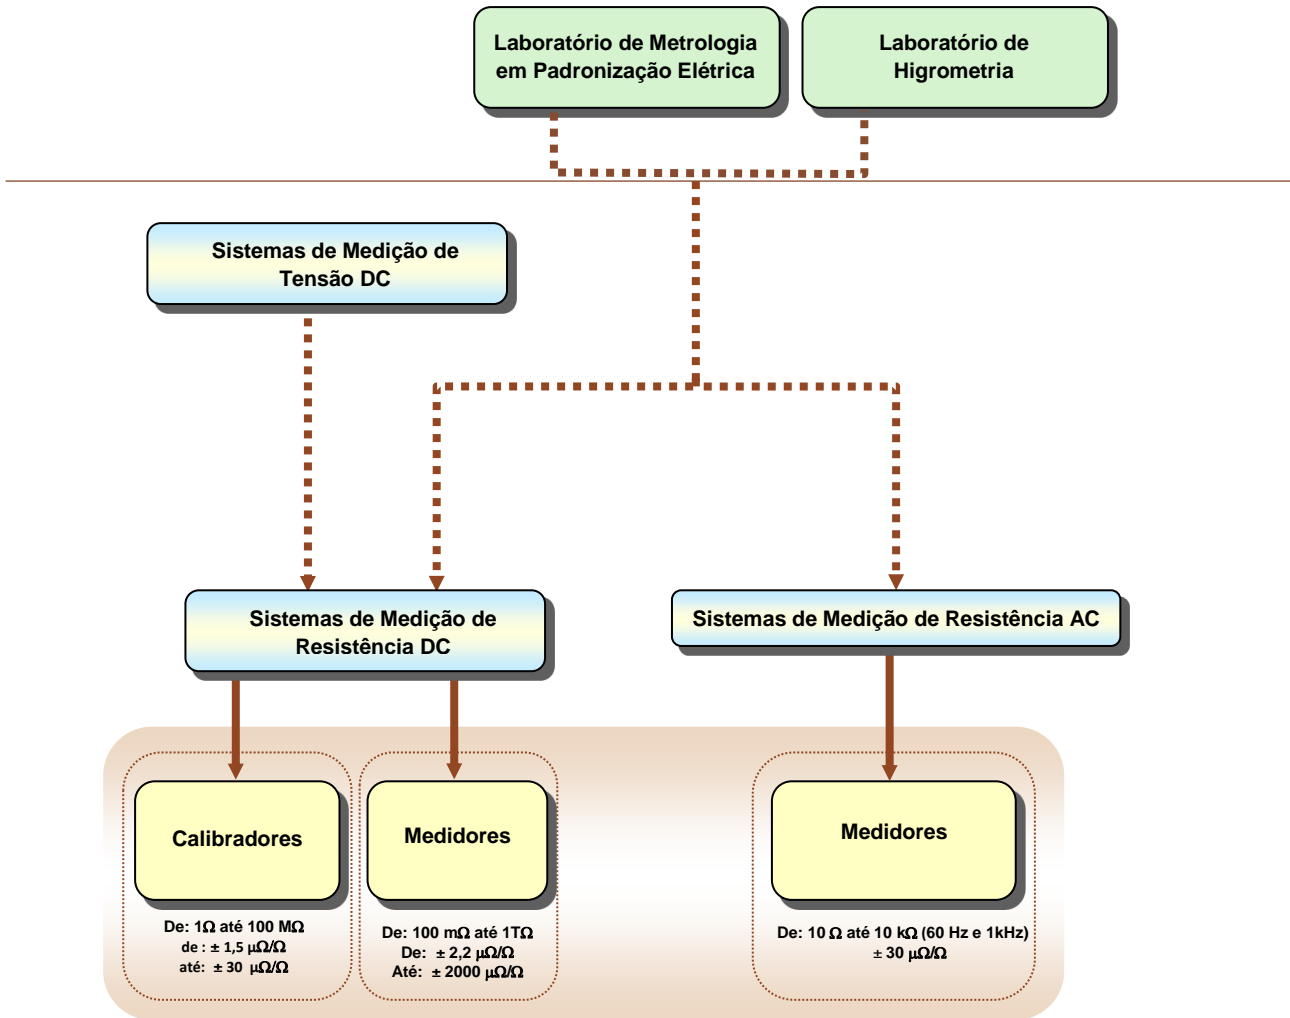 Laboratório de Metrologia
em Padronização Elétrica
Laboratório de
Higrometria
Sistemas de Medição de
Tensão DC
Sistemas de Medição de
Resistência DC
Sistemas de Medição de Resistência AC
Calibradores
Medidores
Medidores
De: 1Ω até 100 MΩ
de : ± 1,5 μΩ/Ω
até: ± 30 μΩ/Ω
De: 100 mΩ até 1TΩ
De: ± 2,2 μΩ/Ω
Até: ± 2000 μΩ/Ω
De: 10 Ω até 10 kΩ (60 Hz e 1kHz)
± 30 μΩ/Ω